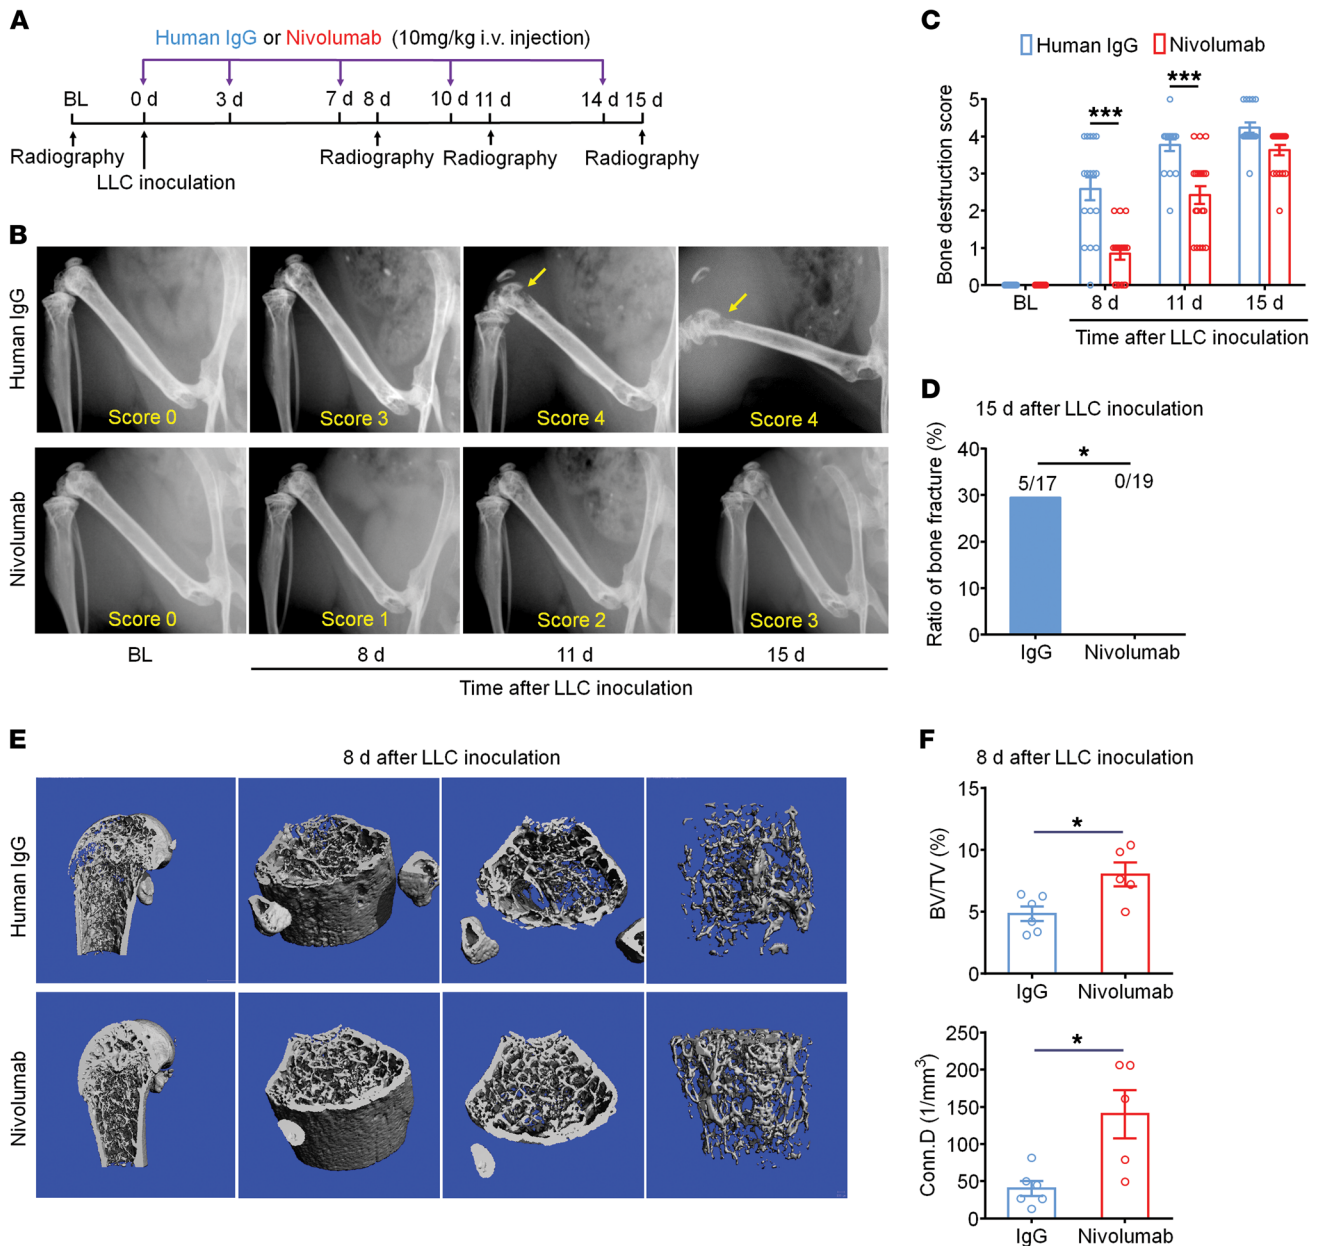 A
Human IgG or Nivolumab (10mg/kg i.v. injection)
BL 0 d 3 d 7 d 8 d 10 d 11 d 14 d 15 d
Radiography Radiography Radiography Radiography
LLC inoculation
B
Human IgG
Score 0 Score 3 Score 4 Score 4
Nivolumab
Score 0 Score 1 Score 2 Score 3
BL 8 d 11 d 15 d
Time after LLC inoculation
C
Human IgG Nivolumab
Bone destruction score
5
4
3
2
1
0
*** ***
BL 8 d 11 d 15 d
Time after LLC inoculation
D
15 d after LLC inoculation
Ratio of bone fracture (%)
40
30
20
10
0
*
5/17 0/19
IgG Nivolumab
E
8 d after LLC inoculation
Human IgG
Nivolumab
F
8 d after LLC inoculation
BV/TV (%)
15
10
5
0
*
IgG Nivolumab
Conn.D (1/mm³)
250
200
150
100
50
0
*
IgG Nivolumab